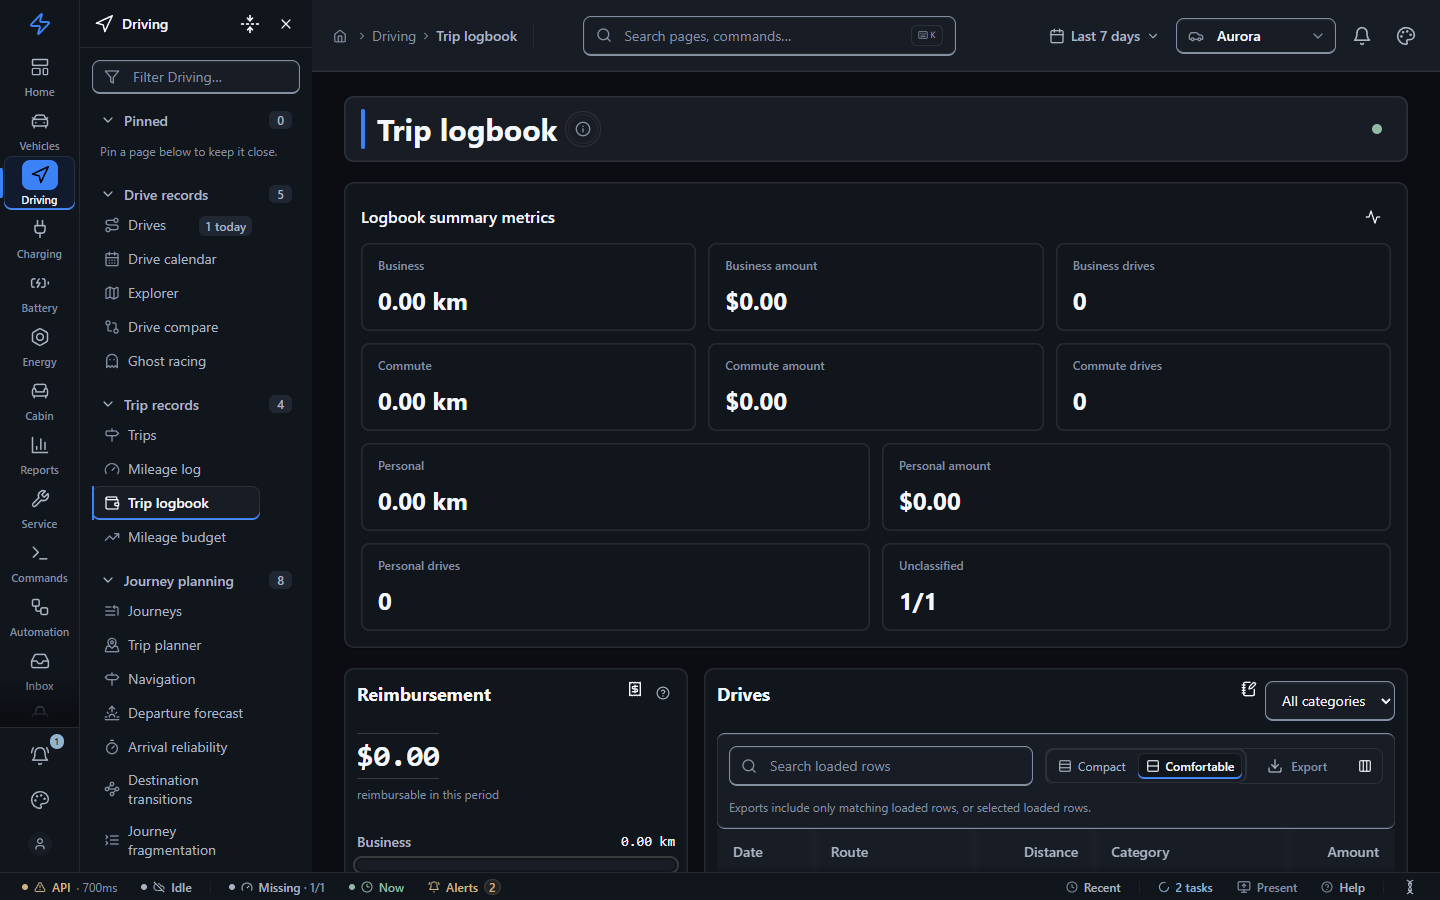 Home
Vehicles
Driving
Charging
Battery
Energy
Cabin
Reports
Service
Commands
Automation
Inbox
1
Driving
Filter Driving...
Pinned 0
Pin a page below to keep it close.
Drive records 5
Drives 1 today
Drive calendar
Explorer
Drive compare
Ghost racing
Trip records 4
Trips
Mileage log
Trip logbook
Mileage budget
Journey planning 8
Journeys
Trip planner
Navigation
Departure forecast
Arrival reliability
Destination
transitions
Journey
fragmentation
Driving Trip logbook
Search pages, commands... K
Last 7 days
Aurora
Trip logbook
Logbook summary metrics
Business
0.00 km
Business amount
$0.00
Business drives
0
Commute
0.00 km
Commute amount
$0.00
Commute drives
0
Personal
0.00 km
Personal amount
$0.00
Personal drives
0
Unclassified
1/1
Reimbursement
$0.00
reimbursable in this period
Business 0.00 km
Drives
All categories
Search loaded rows
Compact Comfortable Export
Exports include only matching loaded rows, or selected loaded rows.
Date Route Distance Category Amount
API · 700ms Idle Missing · 1/1 Now Alerts 2 Recent 2 tasks Present Help